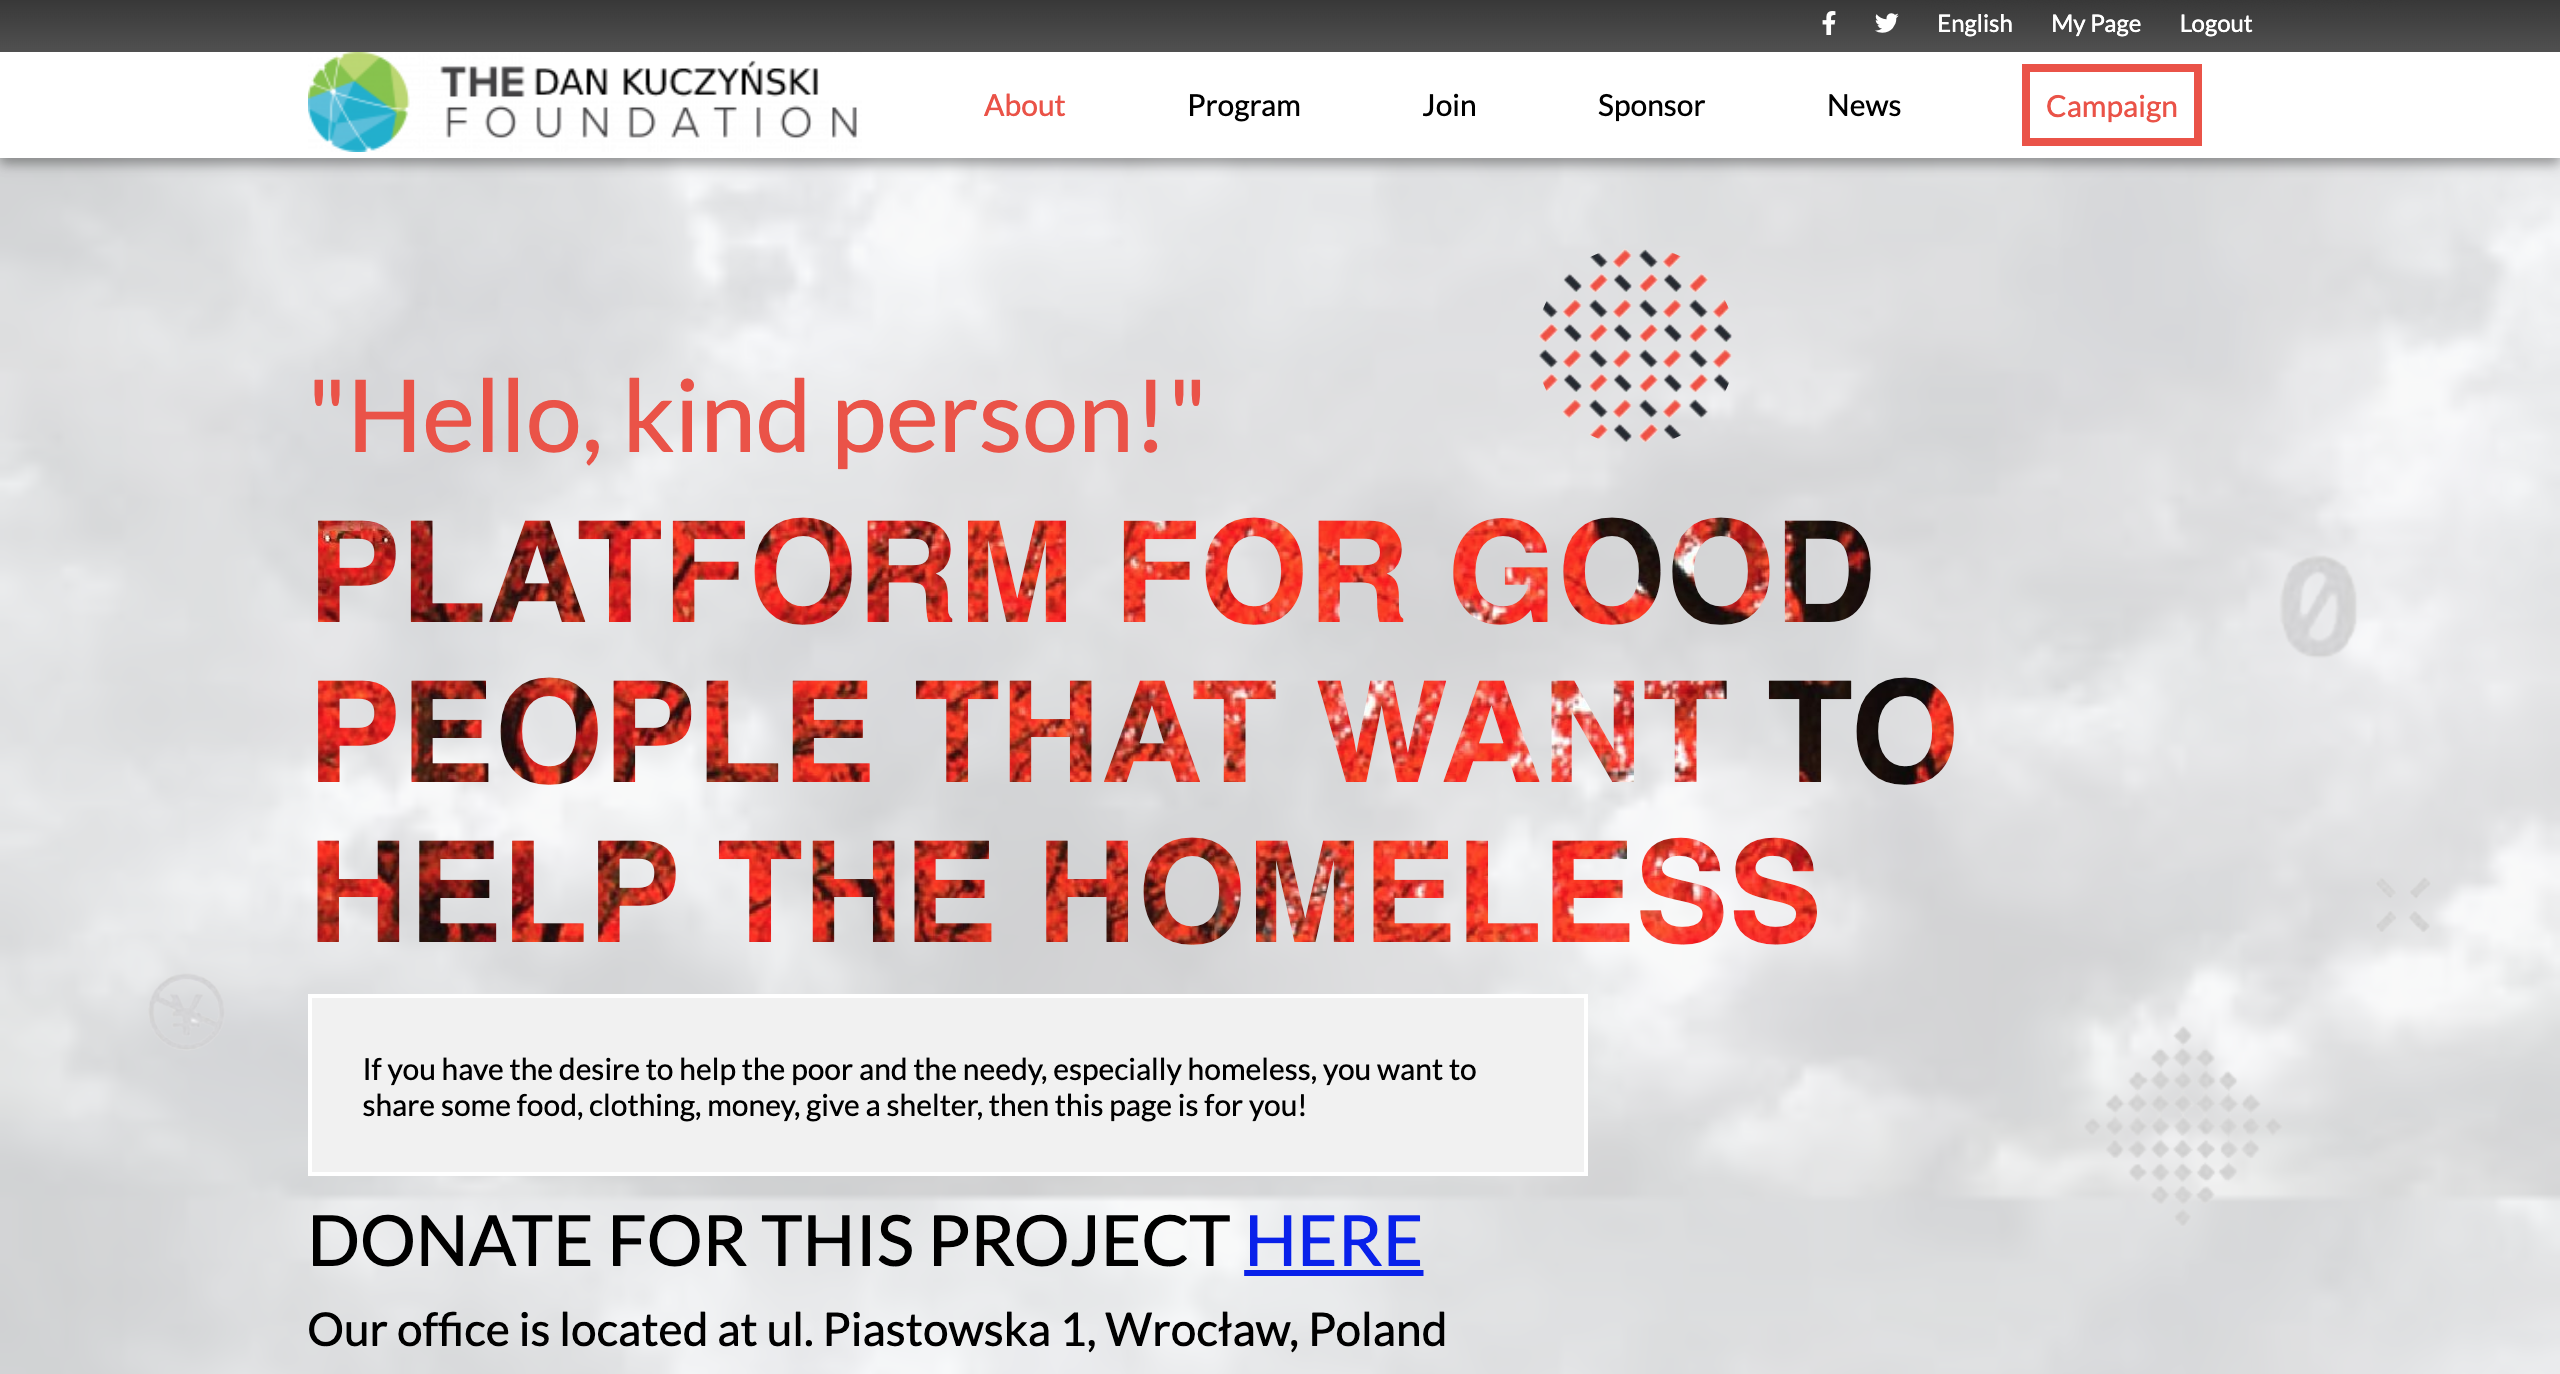 English My Page Logout
THE DAN KUCZYŃSKI
FOUNDATION
About Program Join Sponsor News Campaign
"Hello, kind person!"
PLATFORM FOR GOOD
PEOPLE THAT WANT TO
HELP THE HOMELESS
0
¥
If you have the desire to help the poor and the needy, especially homeless, you want to
share some food, clothing, money, give a shelter, then this page is for you!
DONATE FOR THIS PROJECT HERE
Our office is located at ul. Piastowska 1, Wrocław, Poland